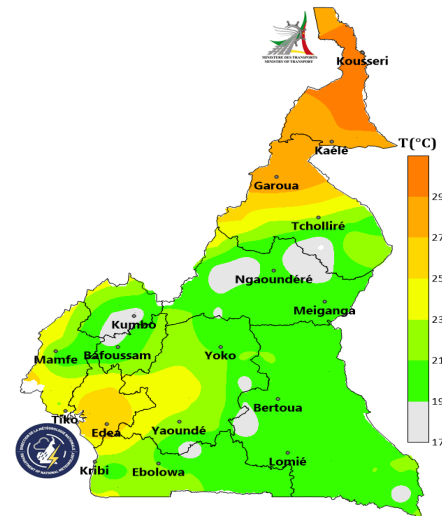 MINISTERE DES TRANSPORTS
MINISTRY OF TRANSPORT
Kousseri
T(°C)
Kaélé
Garoua
Tcholliré
Ngaoundéré
Meiganga
Kumbo
Mamfe
Bafoussam
Yoko
Tiko
Edea
Yaoundé
Bertoua
Kribi
Ebolowa
Lomié
29
27
25
23
21
19
17